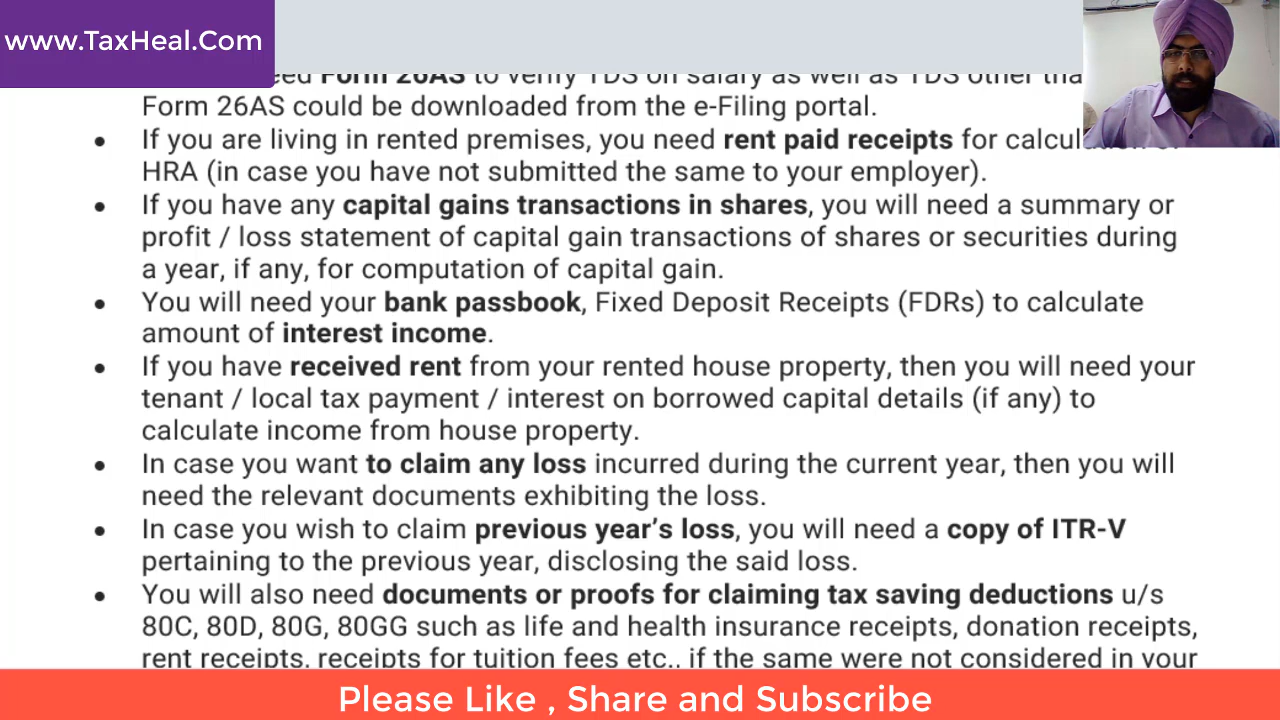 www.TaxHeal.Com
Form 26AS to verify TDS on salary as well as TDS other
Form 26AS could be downloaded from the e-Filing portal.
• If you are living in rented premises, you need rent paid receipts for
HRA (in case you have not submitted the same to your employer).
• If you have any capital gains transactions in shares, you will need a summary or
profit / loss statement of capital gain transactions of shares or securities during
a year, if any, for computation of capital gain.
• You will need your bank passbook, Fixed Deposit Receipts (FDRs) to calculate
amount of interest income.
• If you have received rent from your rented house property, then you will need your
tenant / local tax payment / interest on borrowed capital details (if any) to
calculate income from house property.
• In case you want to claim any loss incurred during the current year, then you will
need the relevant documents exhibiting the loss.
• In case you wish to claim previous year's loss, you will need a copy of ITR-V
pertaining to the previous year, disclosing the said loss.
• You will also need documents or proofs for claiming tax saving deductions u/s
80C, 80D, 80G, 80GG such as life and health insurance receipts, donation receipts,
rent receipts, receipts for tuition fees etc., if the same were not considered in your
Please Like , Share and Subscribe